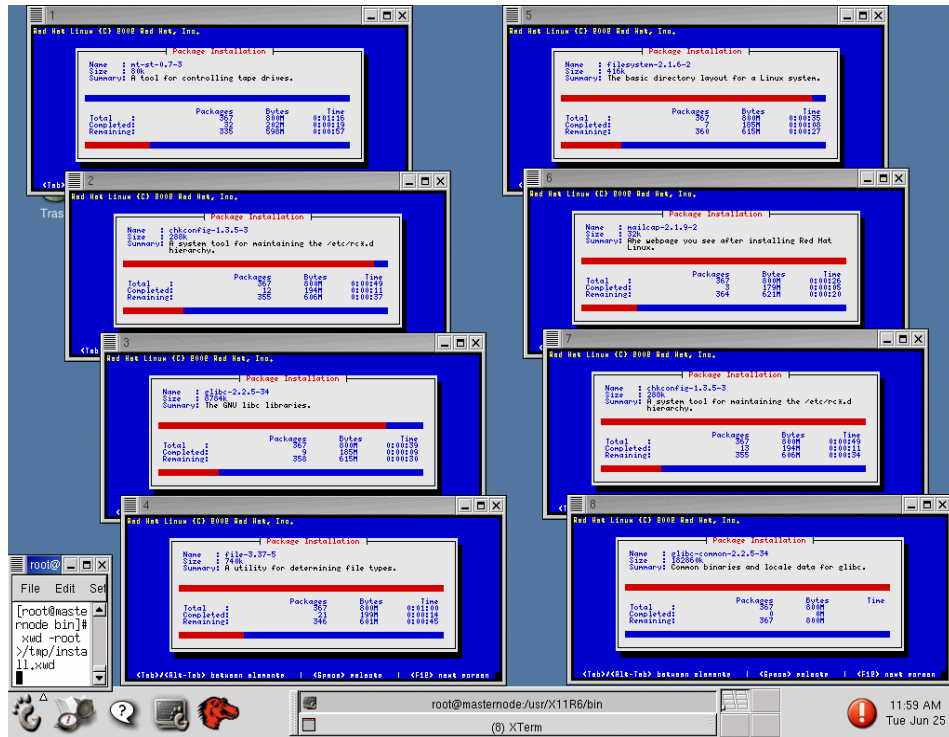 1
Red Hat Linux (C) 2002 Red Hat, Inc.
Package Installation
Name : mt-st-0.7-3
Size : 80k
Summary: A tool for controlling tape drives.
Packages Bytes Time
Total : 367 800M 0:01:16
Completed: 32 202M 0:00:19
Remaining: 335 598M 0:00:57
<Tab>
2
Red Hat Linux (C) 2002 Red Hat, Inc.
Package Installation
Name : chkconfig-1.3.5-3
Size : 288k
Summary: A system tool for maintaining the /etc/rc*.d
hierarchy.
Packages Bytes Time
Total : 367 800M 0:00:49
Completed: 12 194M 0:00:11
Remaining: 355 606M 0:00:37
<Tab
3
Red Hat Linux (C) 2002 Red Hat, Inc.
Package Installation
Name : glibc-2.2.5-34
Size : 8784k
Summary: The GNU libc libraries.
Packages Bytes Time
Total : 367 800M 0:00:39
Completed: 9 185M 0:00:09
Remaining: 358 615M 0:00:30
4
Red Hat Linux (C) 2002 Red Hat, Inc.
Package Installation
Name : file-3.37-5
Size : 740k
Summary: A utility for determining file types.
Packages Bytes Time
Total : 367 800M 0:01:00
Completed: 21 199M 0:00:14
Remaining: 346 601M 0:00:45
<Tab>/<Alt-Tab> between elements | <Space> selects | <F12> next screen
5
Red Hat Linux (C) 2002 Red Hat, Inc.
Package Installation
Name : filesystem-2.1.6-2
Size : 416k
Summary: The basic directory layout for a Linux system.
Packages Bytes Time
Total : 367 800M 0:00:35
Completed: 7 185M 0:00:08
Remaining: 360 615M 0:00:27
6
Red Hat Linux (C) 2002 Red Hat, Inc.
Package Installation
Name : mailcap-2.1.9-2
Size : 32k
Summary: Ahe webpage you see after installing Red Hat
Linux.
Packages Bytes Time
Total : 367 800M 0:00:26
Completed: 3 179M 0:00:05
Remaining: 364 621M 0:00:20
7
Red Hat Linux (C) 2002 Red Hat, Inc.
Package Installation
Name : chkconfig-1.3.5-3
Size : 288k
Summary: A system tool for maintaining the /etc/rc*.d
hierarchy.
Packages Bytes Time
Total : 367 800M 0:00:49
Completed: 13 194M 0:00:11
Remaining: 355 606M 0:00:34
8
Red Hat Linux (C) 2002 Red Hat, Inc.
Package Installation
Name : glibc-common-2.2.5-34
Size : 182860k
Summary: Common binaries and locale data for glibc.
Packages Bytes Time
Total : 367 800M
Completed: 0 0M
Remaining: 367 800M
<Tab>/<Alt-Tab> between elements | <Space> selects | <F12> next screen
Tras
root@
File Edit Set
[root@maste
rnode bin]#
xwd -root
>/tmp/insta
ll.xwd
root@masternode:/usr/X11R6/bin
(8) XTerm
11:59 AM
Tue Jun 25